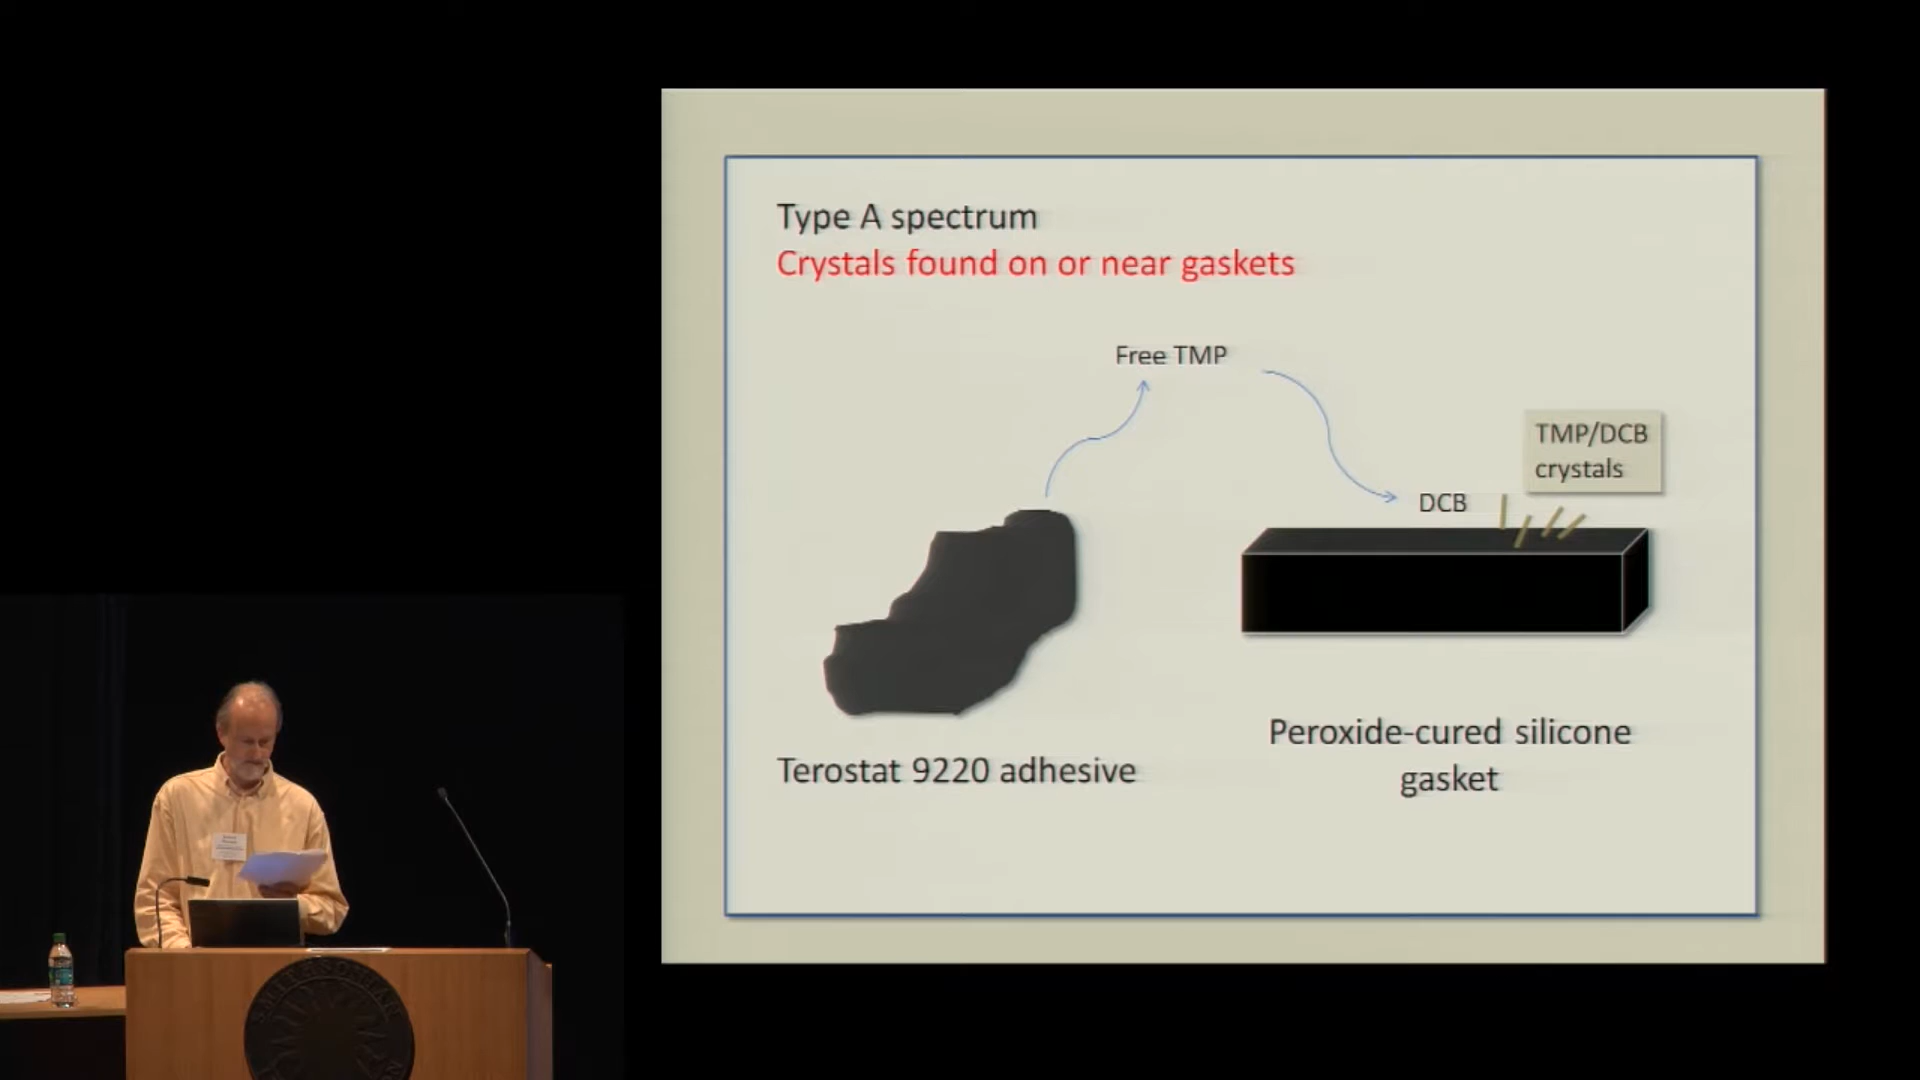 Type A spectrum
Crystals found on or near gaskets
Free TMP
TMP/DCB
crystals
DCB
Peroxide-cured silicone
gasket
Terostat 9220 adhesive
SMITHSONIAN